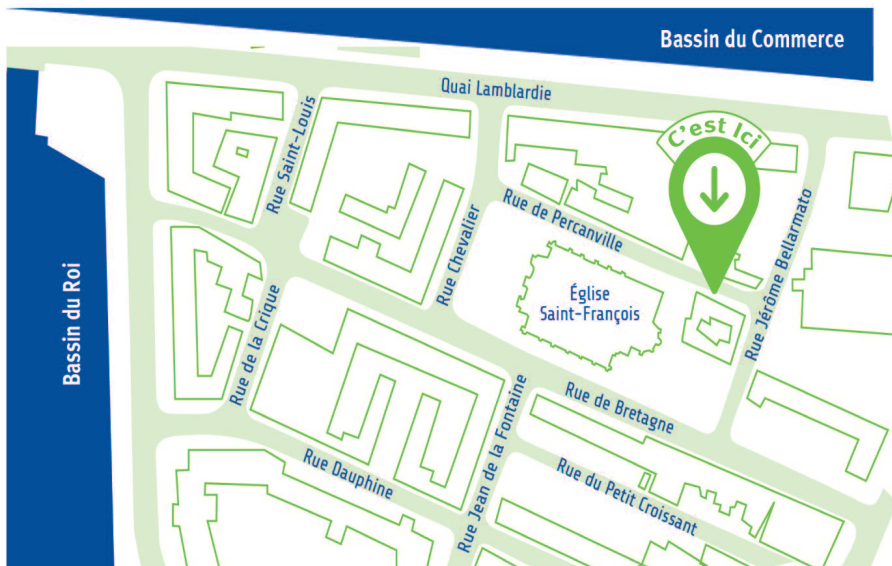 Bassin du Commerce
Quai Lamblardie
C'est Ici
Rue Saint-Louis
Rue de Percanville
Rue Chevalier
Rue Jérôme Bellarmato
Église
Saint-François
Bassin du Roi
Rue de la Crique
Rue de Bretagne
Rue Jean de la Fontaine
Rue Dauphine
Rue du Petit Croissant